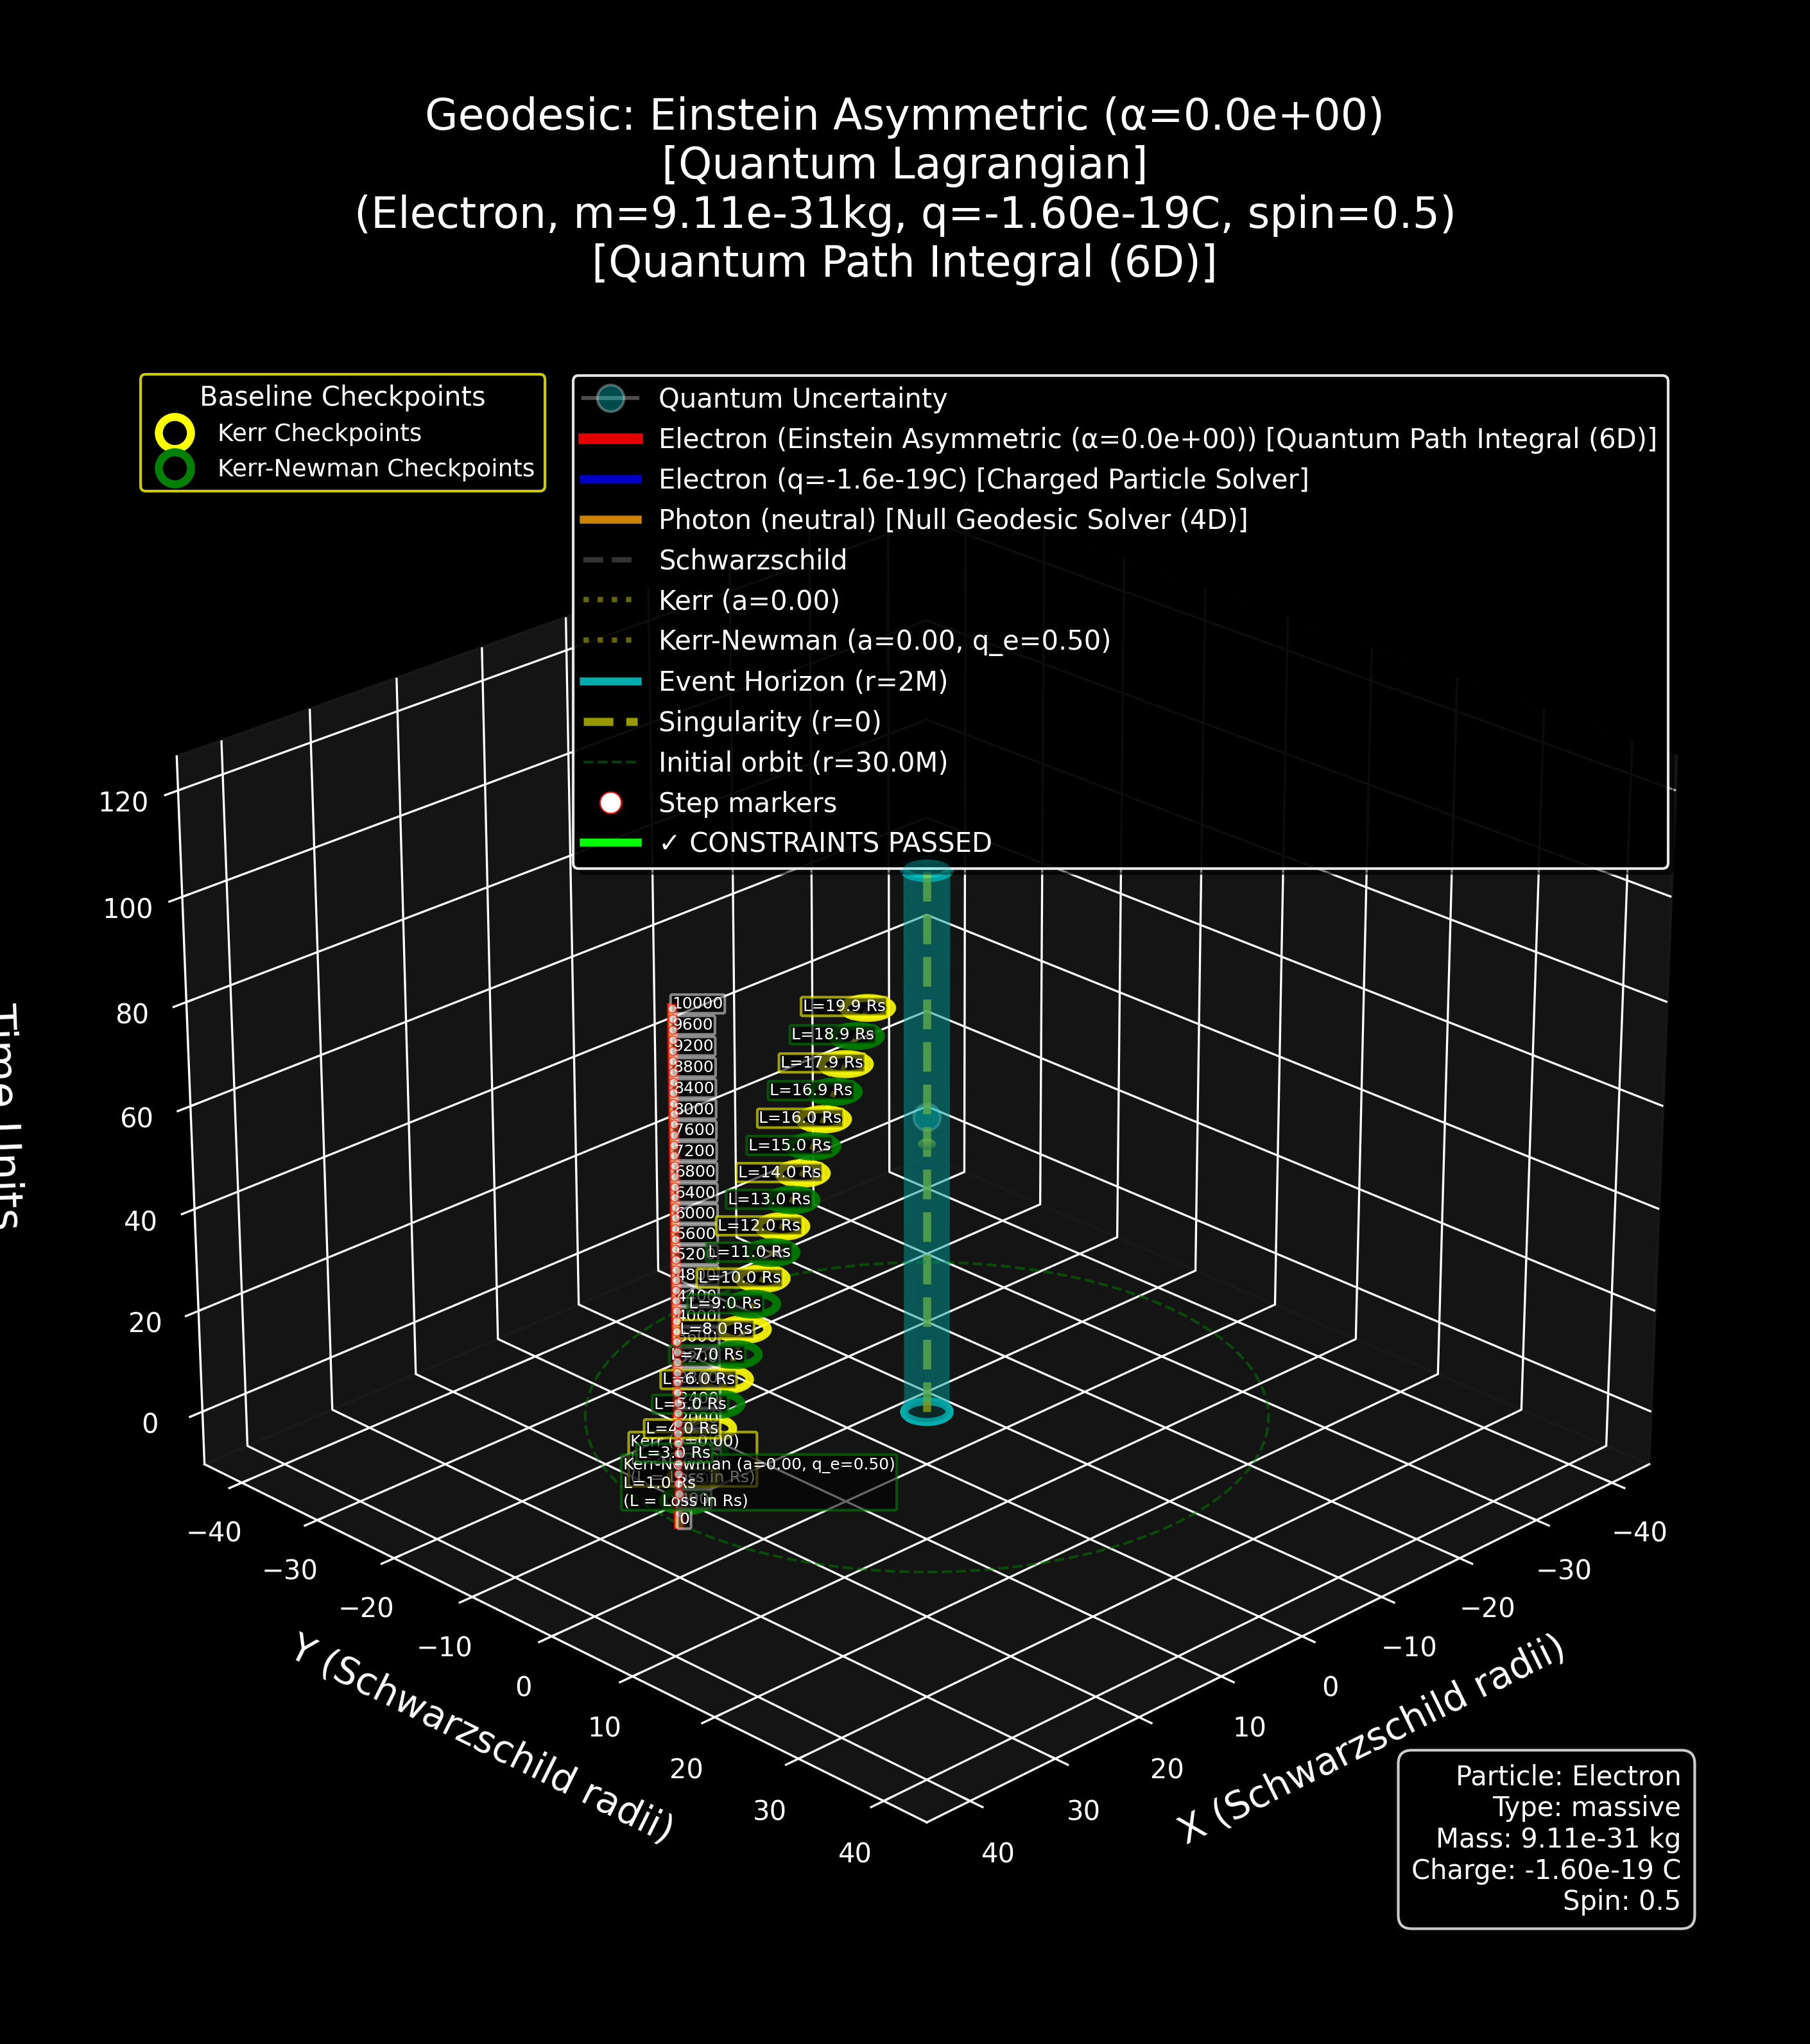 Geodesic: Einstein Asymmetric (α=0.0e+00)
[Quantum Lagrangian]
(Electron, m=9.11e-31kg, q=-1.60e-19C, spin=0.5)
[Quantum Path Integral (6D)]
Baseline Checkpoints
Kerr Checkpoints
Kerr-Newman Checkpoints
Quantum Uncertainty
Electron (Einstein Asymmetric (α=0.0e+00)) [Quantum Path Integral (6D)]
Electron (q=-1.6e-19C) [Charged Particle Solver]
Photon (neutral) [Null Geodesic Solver (4D)]
Schwarzschild
Kerr (a=0.00)
Kerr-Newman (a=0.00, q_e=0.50)
Event Horizon (r=2M)
Singularity (r=0)
Initial orbit (r=30.0M)
Step markers
✓ CONSTRAINTS PASSED
120
100
80
60
40
20
0
Time Units
10000
9600
9200
8800
8400
8000
7600
7200
6800
6400
6000
5600
5200
0
L=19.9 Rs
L=18.9 Rs
L=17.9 Rs
L=16.9 Rs
L=16.0 Rs
L=15.0 Rs
L=14.0 Rs
L=13.0 Rs
L=12.0 Rs
L=11.0 Rs
L=10.0 Rs
L=9.0 Rs
L=8.0 Rs
L=7.0 Rs
L=6.0 Rs
L=5.0 Rs
L=4.0 Rs
Kerr (a=0.00)
L=3.0 Rs
Kerr-Newman (a=0.00, q_e=0.50)
(L = Loss in Rs)
L=1.0 Rs
(L = Loss in Rs)
−40
−30
−20
−10
0
10
20
30
40
Y (Schwarzschild radii)
−40
−30
−20
−10
0
10
20
30
40
X (Schwarzschild radii)
Particle: Electron
Type: massive
Mass: 9.11e-31 kg
Charge: -1.60e-19 C
Spin: 0.5